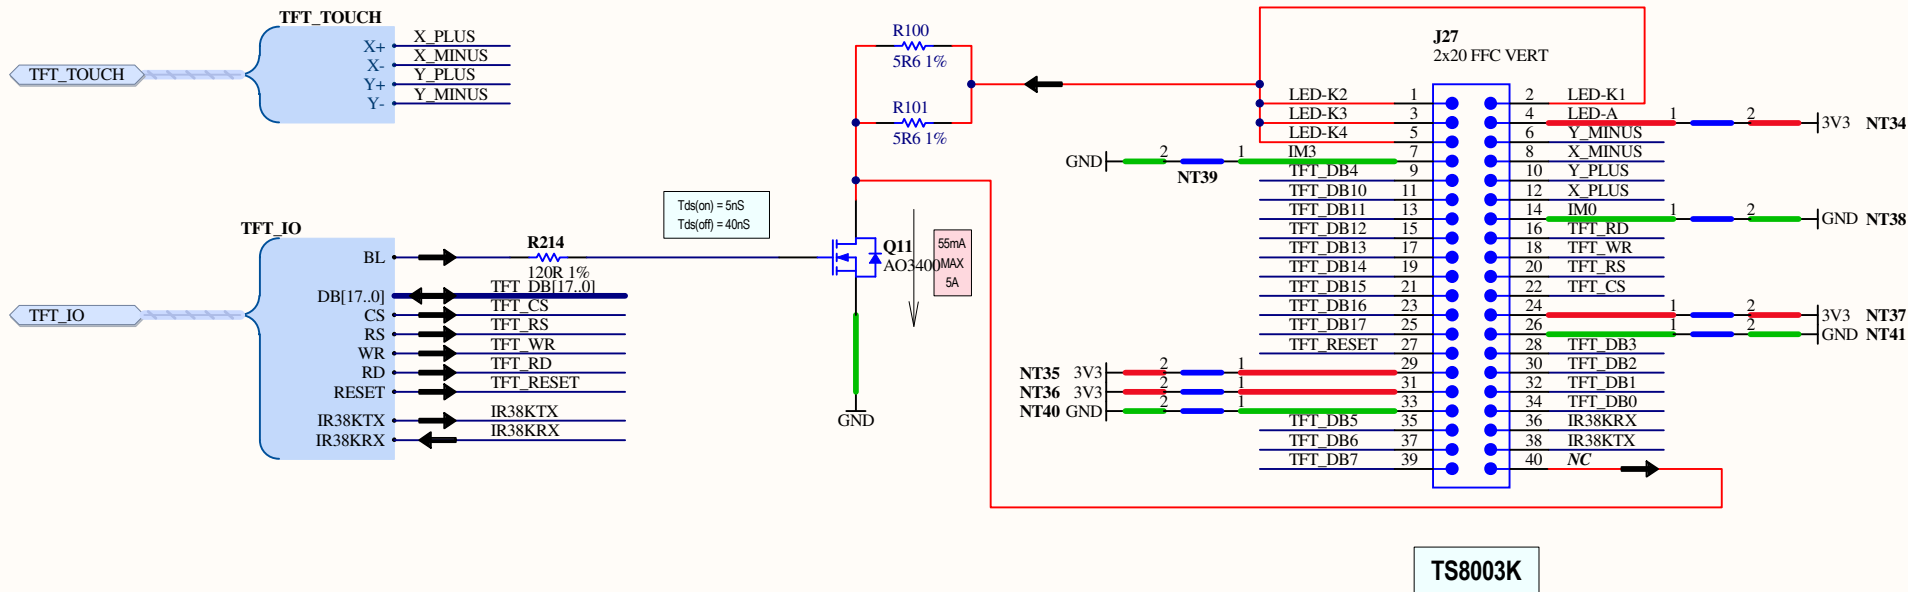 TFT_TOUCH
TFT_TOUCH
X+ X_PLUS
X- X_MINUS
Y+ Y_PLUS
Y- Y_MINUS
TFT_IO
TFT_IO
BL
DB[17..0] TFT_DB[17..0]
CS TFT_CS
RS TFT_RS
WR TFT_WR
RD TFT_RD
RESET TFT_RESET
IR38KTX IR38KTX
IR38KRX IR38KRX
R214
120R 1%
Tds(on) = 5nS
Tds(off) = 40nS
R100
5R6 1%
R101
5R6 1%
Q11
AO3400
55mA
MAX
5A
GND
J27
2x20 FFC VERT
LED-K2 1 2 LED-K1
LED-K3 3 4 LED-A 1 2 3V3 NT34
LED-K4 5 6 Y_MINUS
GND 2 NT39 1 IM3 7 8 X_MINUS
TFT_DB4 9 10 Y_PLUS
TFT_DB10 11 12 X_PLUS
TFT_DB11 13 14 IM0 1 2 GND NT38
TFT_DB12 15 16 TFT_RD
TFT_DB13 17 18 TFT_WR
TFT_DB14 19 20 TFT_RS
TFT_DB15 21 22 TFT_CS
TFT_DB16 23 24 1 2 3V3 NT37
TFT_DB17 25 26 1 2 GND NT41
TFT_RESET 27 28 TFT_DB3
NT35 3V3 2 1 29 30 TFT_DB2
NT36 3V3 2 1 31 32 TFT_DB1
NT40 GND 2 1 33 34 TFT_DB0
TFT_DB5 35 36 IR38KRX
TFT_DB6 37 38 IR38KTX
TFT_DB7 39 40 NC
TS8003K